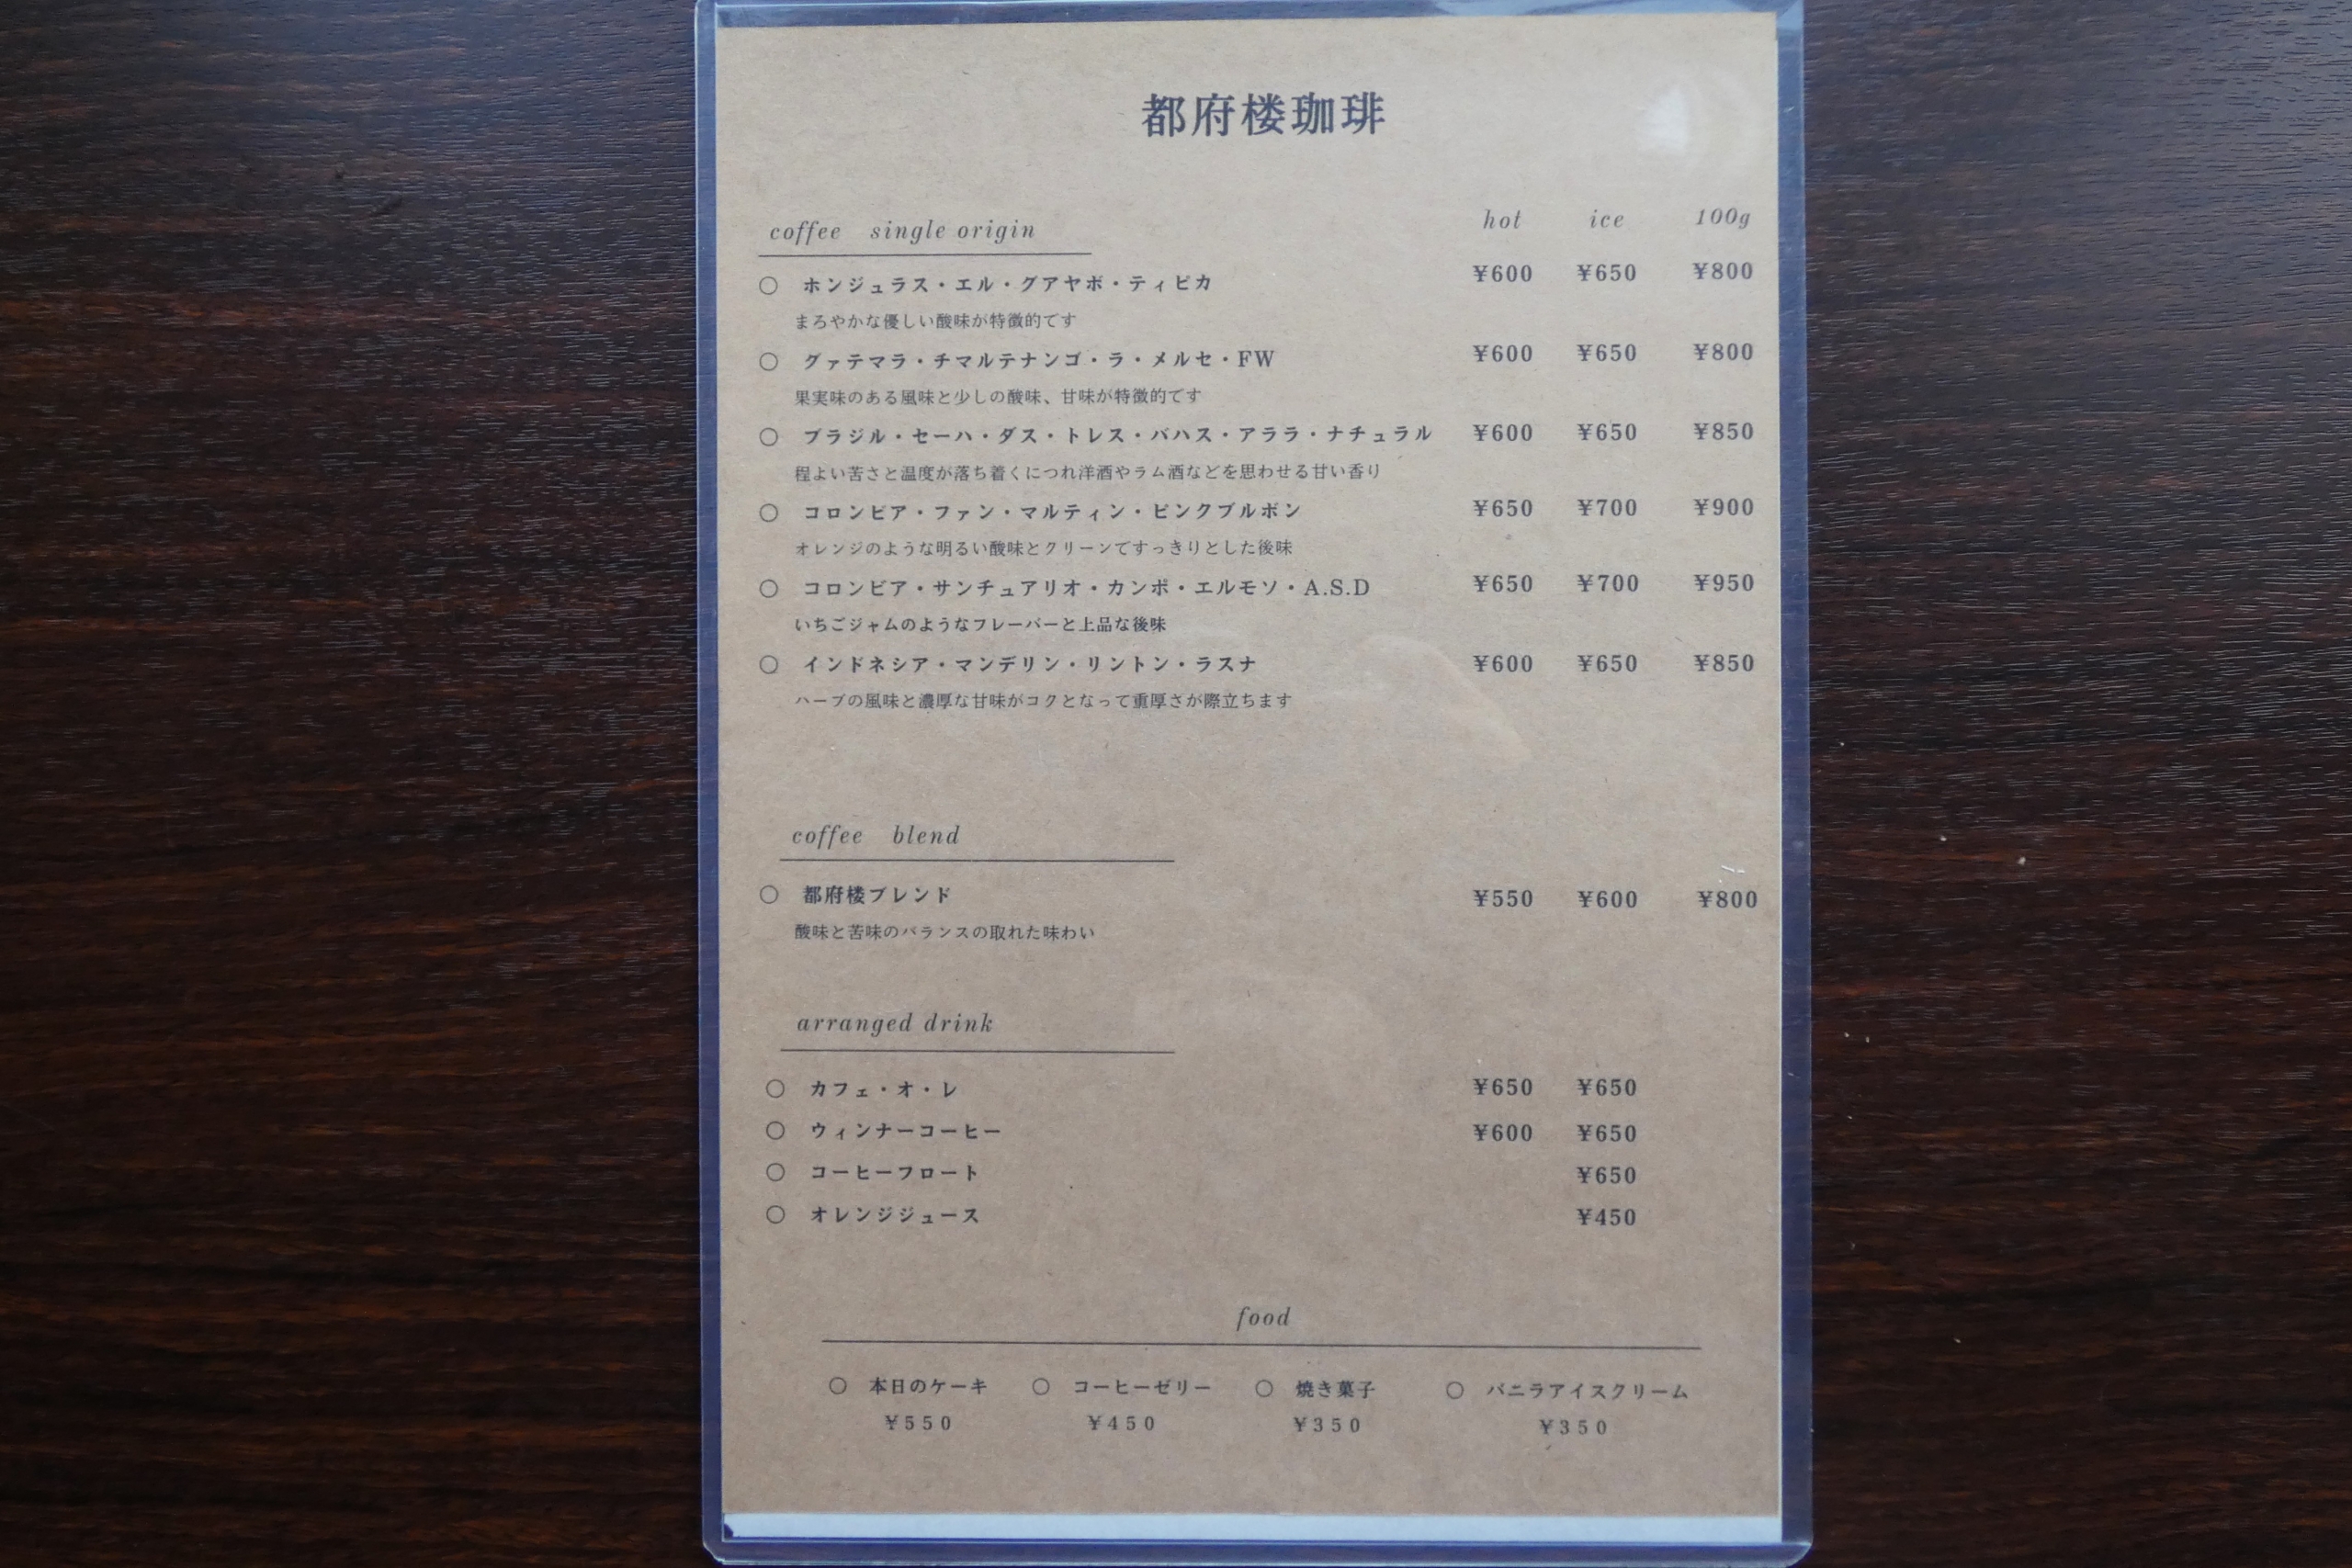 都府楼珈琲
coffee single origin hot ice 100g
○ ホンジュラス・エル・グアヤボ・ティピカ ¥600 ¥650 ¥800
まろやかな優しい酸味が特徴的です
○ グァテマラ・チマルテナンゴ・ラ・メルセ・FW ¥600 ¥650 ¥800
果実味のある風味と少しの酸味、甘味が特徴的です
○ ブラジル・セーハ・ダス・トレス・バハス・アララ・ナチュラル ¥600 ¥650 ¥850
程よい苦さと温度が落ち着くにつれ洋酒やラム酒などを思わせる甘い香り
○ コロンビア・ファン・マルティン・ピンクブルボン ¥650 ¥700 ¥900
オレンジのような明るい酸味とクリーンですっきりとした後味
○ コロンビア・サンチュアリオ・カンポ・エルモソ・A.S.D ¥650 ¥700 ¥950
いちごジャムのようなフレーバーと上品な後味
○ インドネシア・マンデリン・リントン・ラスナ ¥600 ¥650 ¥850
ハーブの風味と濃厚な甘味がコクとなって重厚さが際立ちます
coffee blend
○ 都府楼ブレンド ¥550 ¥600 ¥800
酸味と苦味のバランスの取れた味わい
arranged drink
○ カフェ・オ・レ ¥650 ¥650
○ ウィンナーコーヒー ¥600 ¥650
○ コーヒーフロート ¥650
○ オレンジジュース ¥450
food
○ 本日のケーキ ○ コーヒーゼリー ○ 焼き菓子 ○ バニラアイスクリーム
¥550 ¥450 ¥350 ¥350